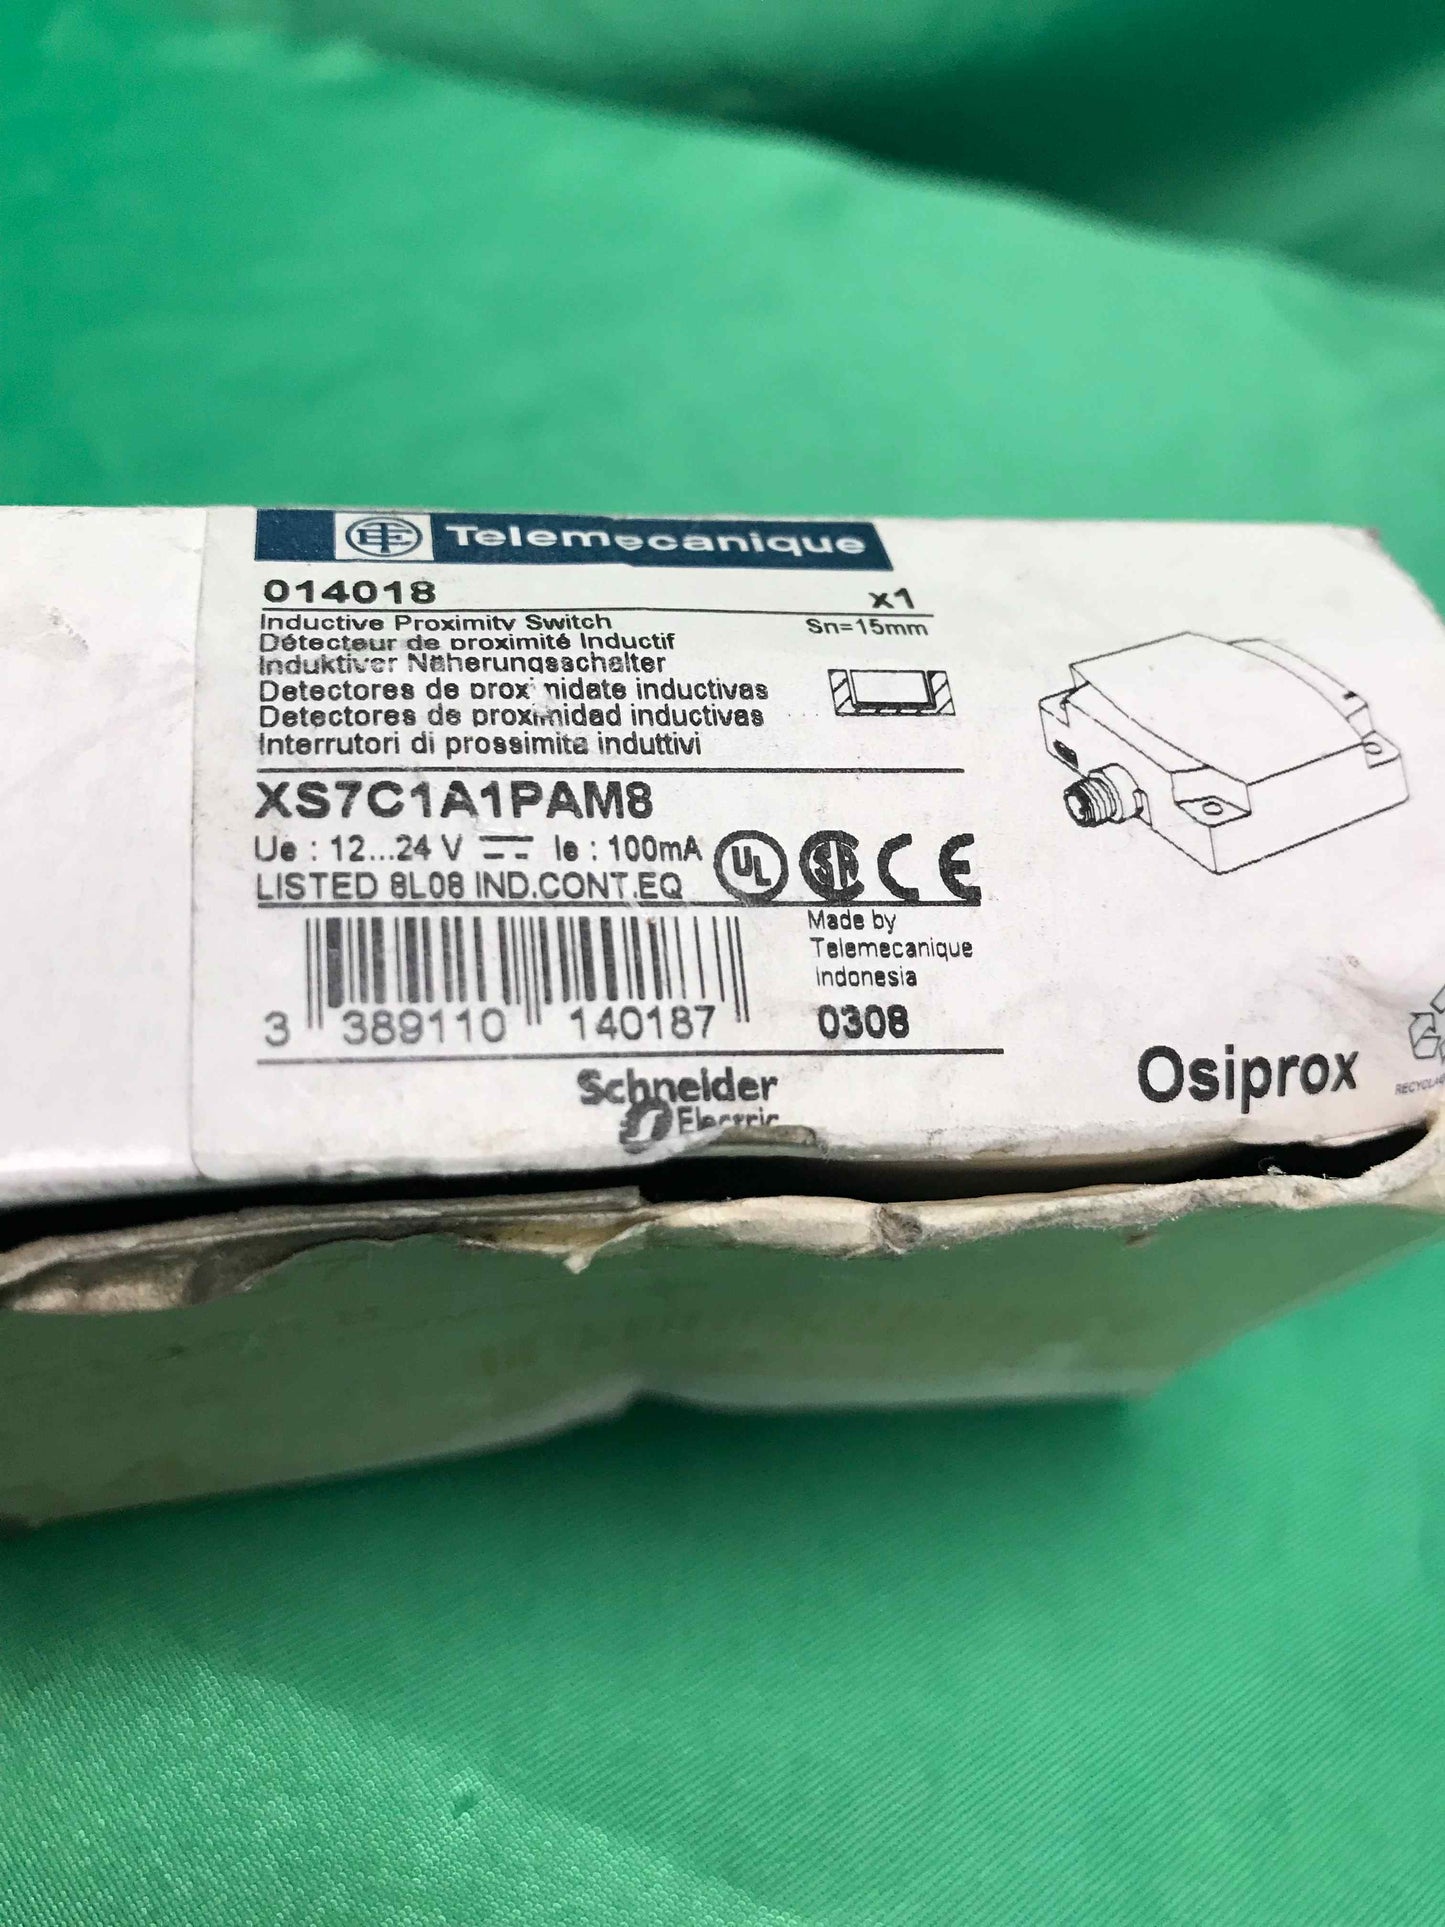 Telemecanique
014018 x1
Inductive Proximity Switch Sn=15mm
Détecteur de proximité Inductif
Induktiver Näherungsschalter
Detectores de inductivas
Detectores de proximidad inductivas
Interrutori di prossimita induttivi
XS7C1A1PAM8
Ue : 12...24 V Ie : 100mA
LISTED 8L08 IND.CONT.EQ
UL SA CE
Made by
Telemecanique
Indonesia
0308
3 389110 140187
Schneider
Electric
Osiprox